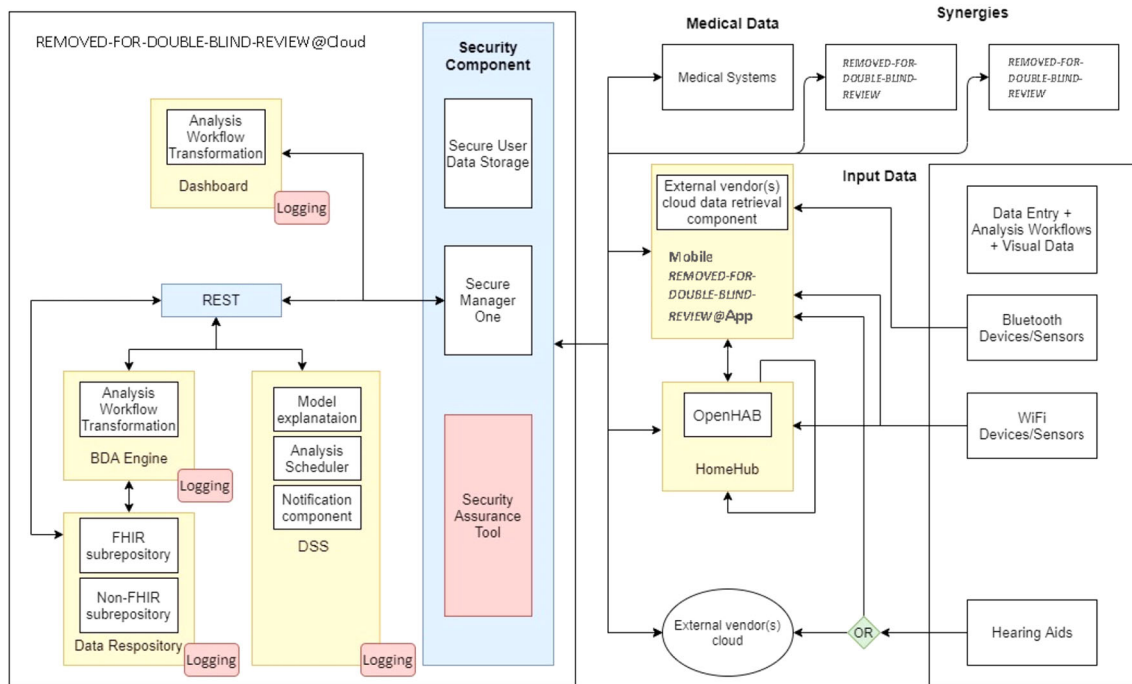 REMOVED-FOR-DOUBLE-BLIND-REVIEW@Cloud
Security
Component
Analysis
Workflow
Transformation
Dashboard
Logging
Secure User
Data Storage
REST
Secure
Manager
One
Analysis
Workflow
Transformation
BDA Engine
Logging
Model
explanataion
Analysis
Scheduler
Notification
component
DSS
Logging
FHIR
subrepository
Non-FHIR
subrepository
Data Respository
Logging
Security
Assurance
Tool
Medical Data
Synergies
Medical Systems
REMOVED-FOR-
DOUBLE-BLIND-
REVIEW
REMOVED-FOR-
DOUBLE-BLIND-
REVIEW
Input Data
External vendor(s)
cloud data retrieval
component
Mobile
REMOVED-FOR-
DOUBLE-BLIND-
REVIEW@App
Data Entry +
Analysis Workflows
+ Visual Data
Bluetooth
Devices/Sensors
OpenHAB
HomeHub
WiFi
Devices/Sensors
External vendor(s)
cloud
OR
Hearing Aids